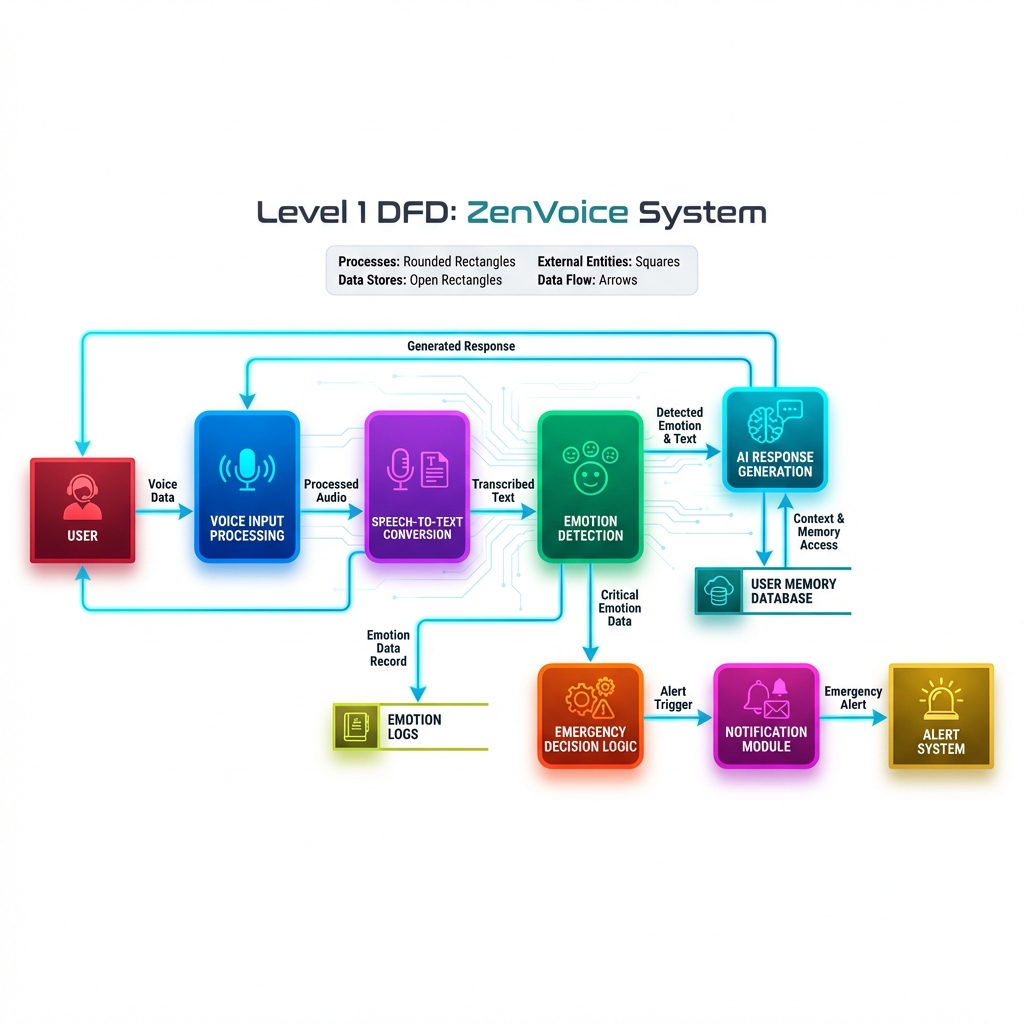 Level 1 DFD: ZenVoice System
Processes: Rounded Rectangles
External Entities: Squares
Data Stores: Open Rectangles
Data Flow: Arrows
Generated Response
USER
Voice
Data
VOICE INPUT
PROCESSING
Processed
Audio
SPEECH-TO-TEXT
CONVERSION
Transcribed
Text
EMOTION
DETECTION
Detected
Emotion
& Text
AI RESPONSE
GENERATION
Context &
Memory
Access
USER MEMORY
DATABASE
Emotion
Data
Record
EMOTION
LOGS
Critical
Emotion
Data
EMERGENCY
DECISION LOGIC
Alert
Trigger
NOTIFICATION
MODULE
Emergency
Alert
ALERT
SYSTEM